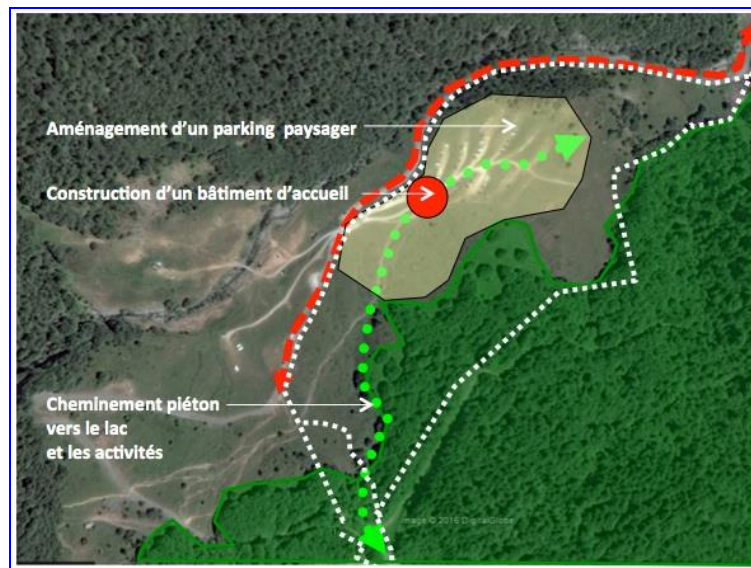 Aménagement d'un parking paysager
Construction d'un bâtiment d'accueil
Cheminement piéton
vers le lac
et les activités
Image © 2016 DigitalGlobe